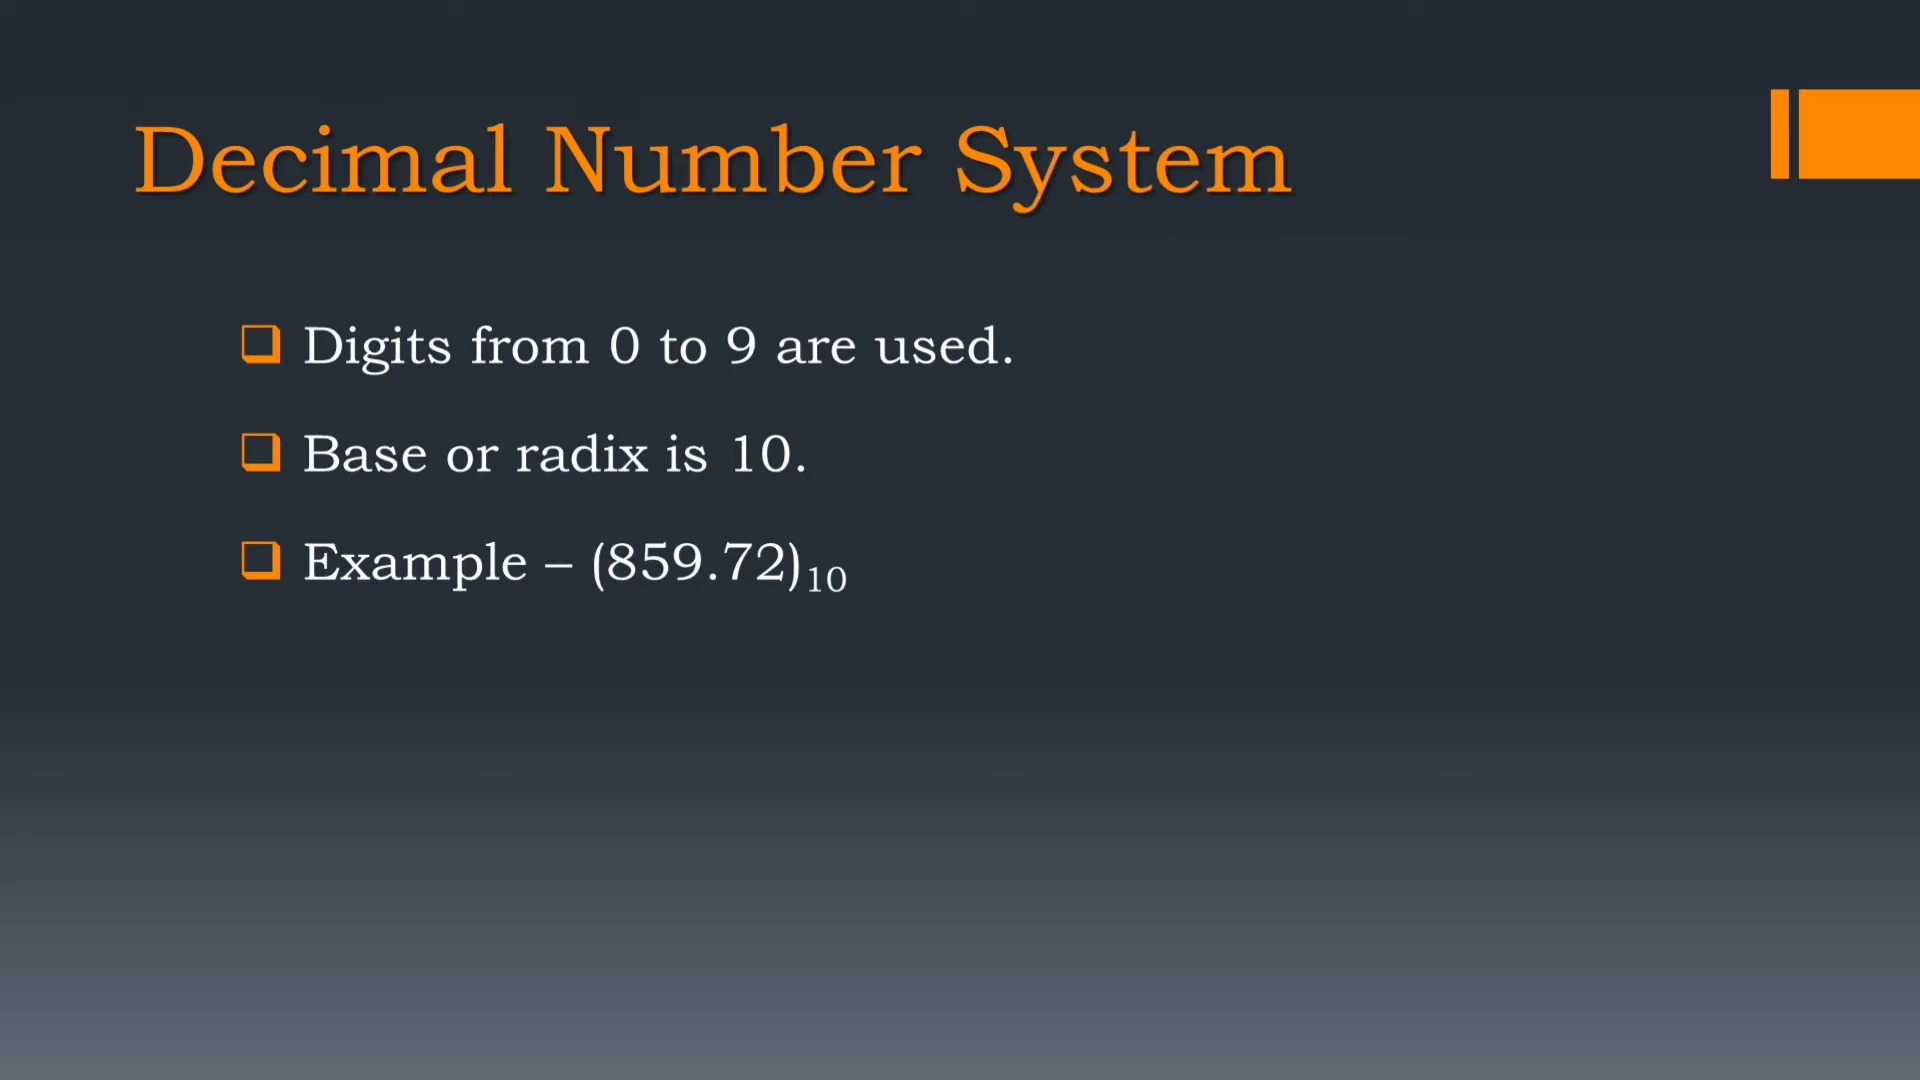 Decimal Number System
❑ Digits from 0 to 9 are used.
❑ Base or radix is 10.
❑ Example – (859.72)₁₀